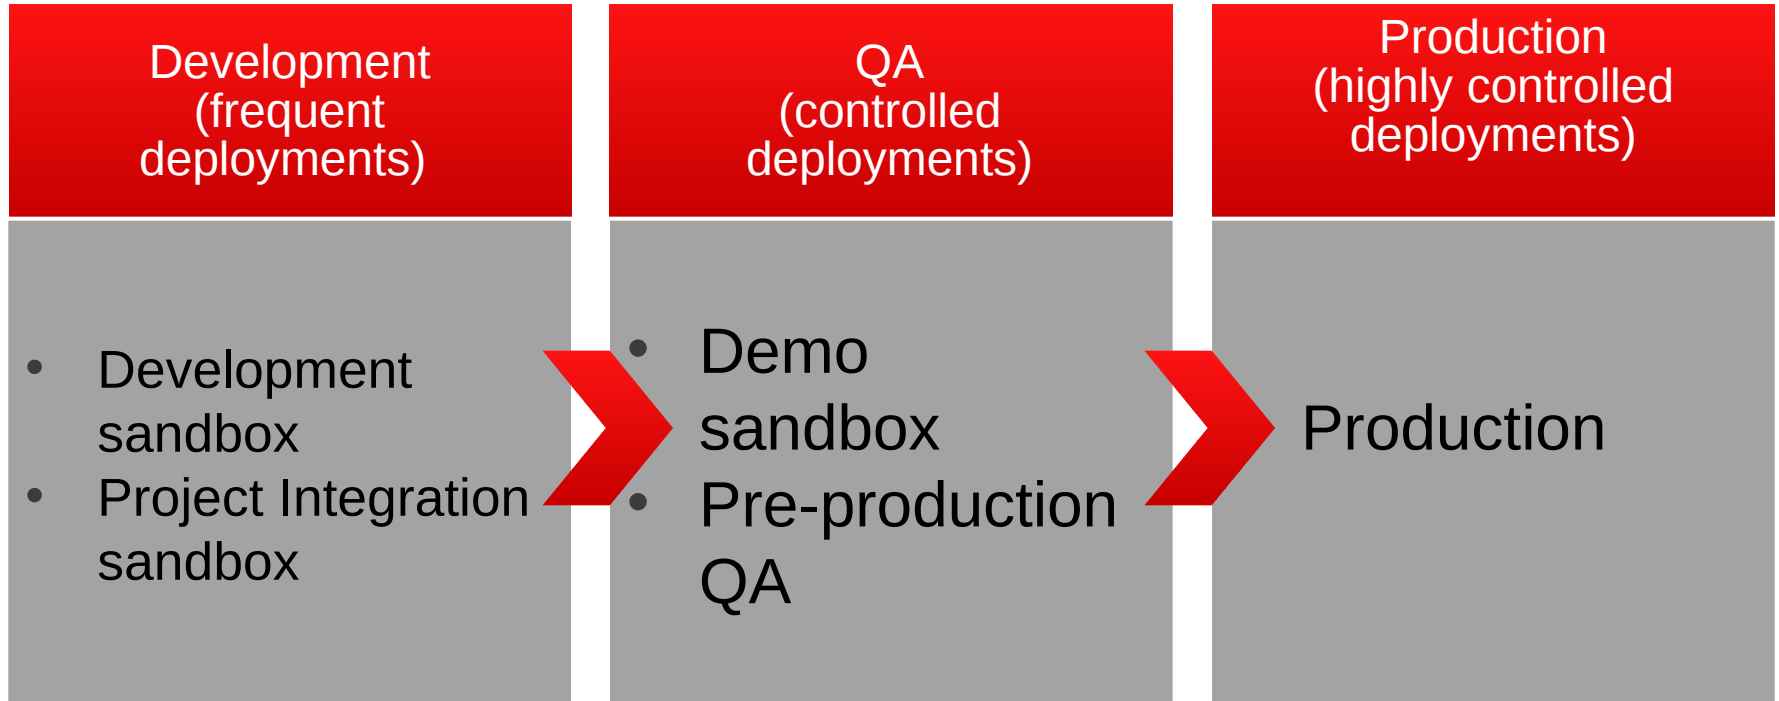 Development
(frequent
deployments)
• Development
sandbox
• Project Integration
sandbox
QA
(controlled
deployments)
• Demo
sandbox
• Pre-production
QA
Production
(highly controlled
deployments)
Production